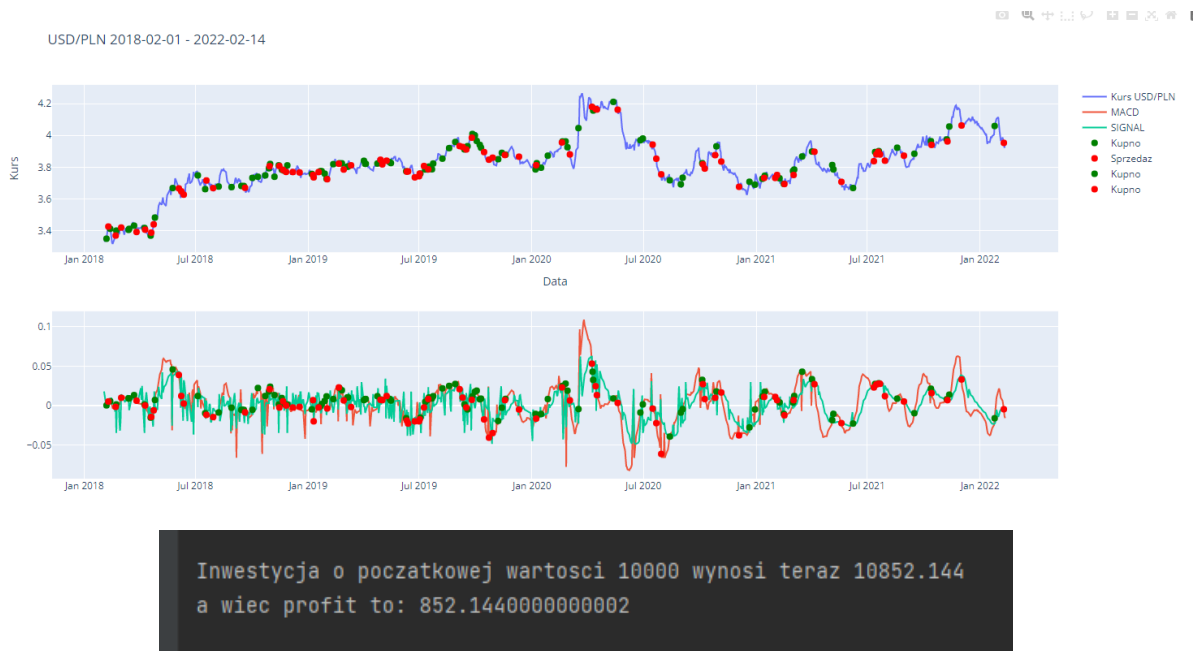 USD/PLN 2018-02-01 - 2022-02-14
Kurs
4.2
4
3.8
3.6
3.4
Jan 2018 Jul 2018 Jan 2019 Jul 2019 Jan 2020 Jul 2020 Jan 2021 Jul 2021 Jan 2022
Data
Kurs USD/PLN
MACD
SIGNAL
Kupno
Sprzedaz
Kupno
Kupno
0.1
0.05
0
−0.05
Jan 2018 Jul 2018 Jan 2019 Jul 2019 Jan 2020 Jul 2020 Jan 2021 Jul 2021 Jan 2022
Inwestycja o poczatkowej wartosci 10000 wynosi teraz 10852.144
a wiec profit to: 852.1440000000002